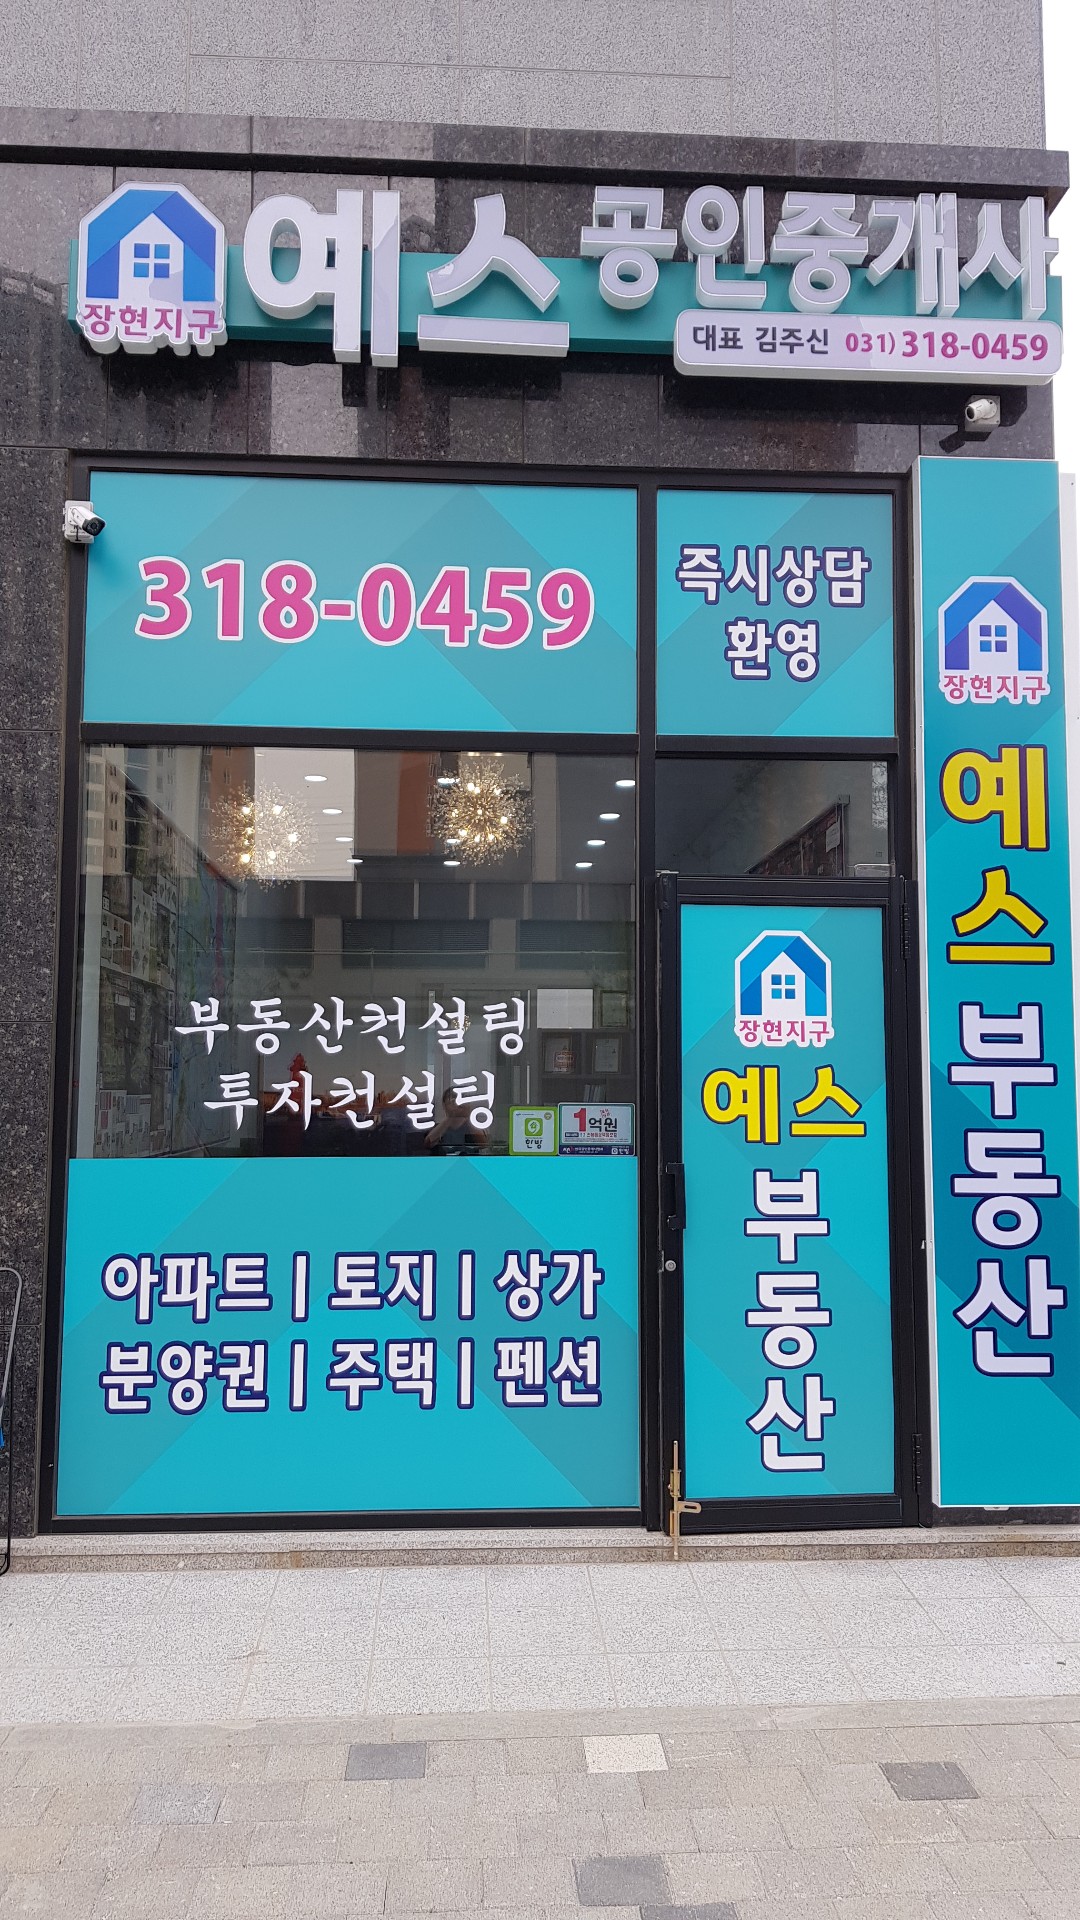 장현지구
예스 공인중개사
대표 김주신 031) 318-0459
318-0459
즉시상담
환영
장현지구
예스
부동산
부동산컨설팅
투자컨설팅
한방
1억원
한방
아파트 | 토지 | 상가
분양권 | 주택 | 펜션
장현지구
예스
부동산